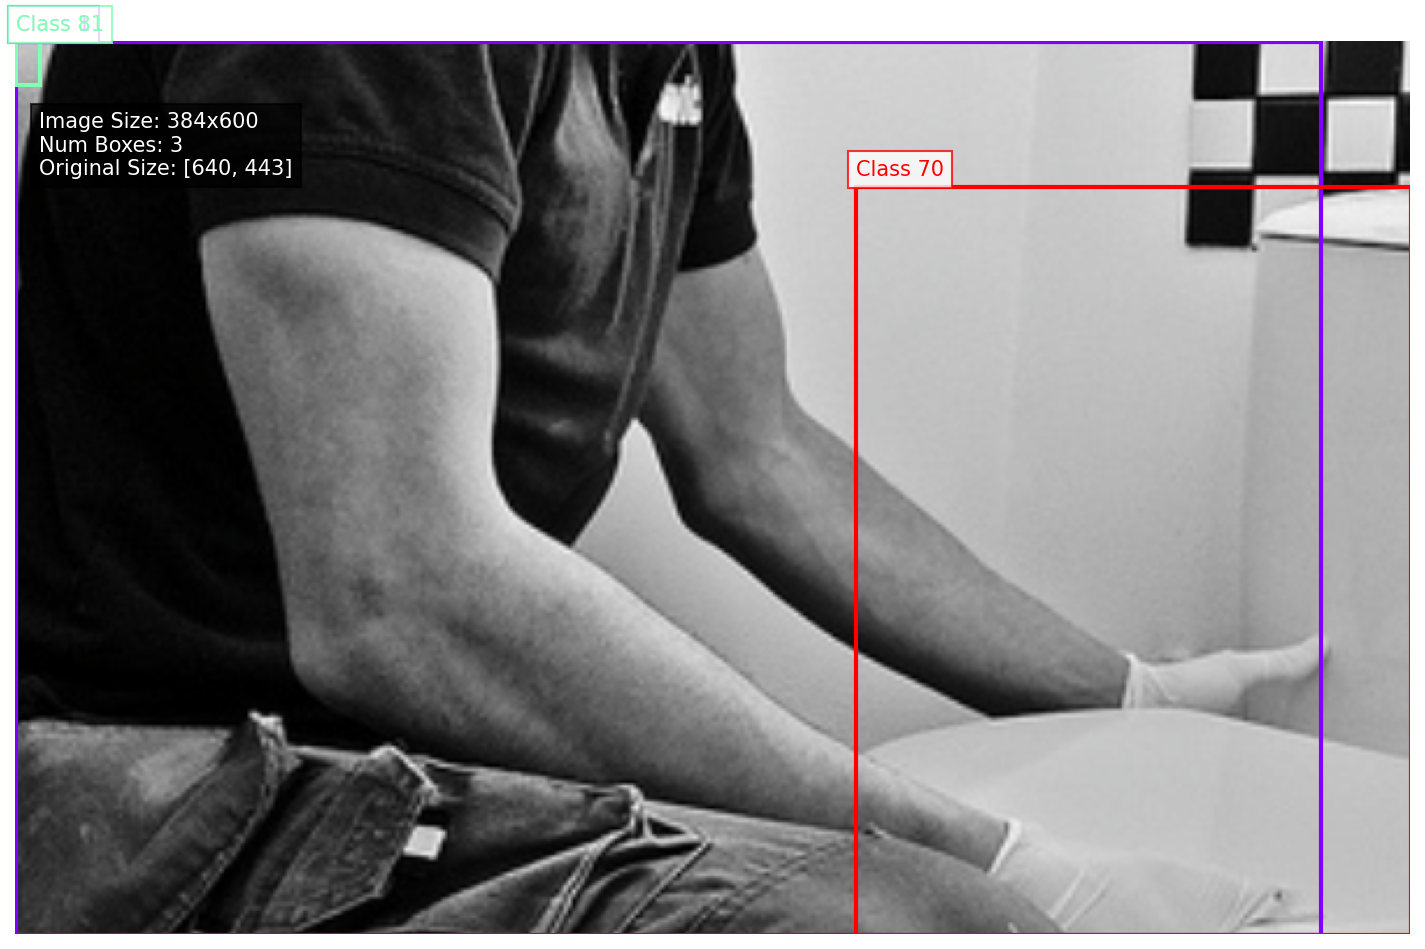 Class 81
Image Size: 384x600
Num Boxes: 3
Original Size: [640, 443]
Class 70